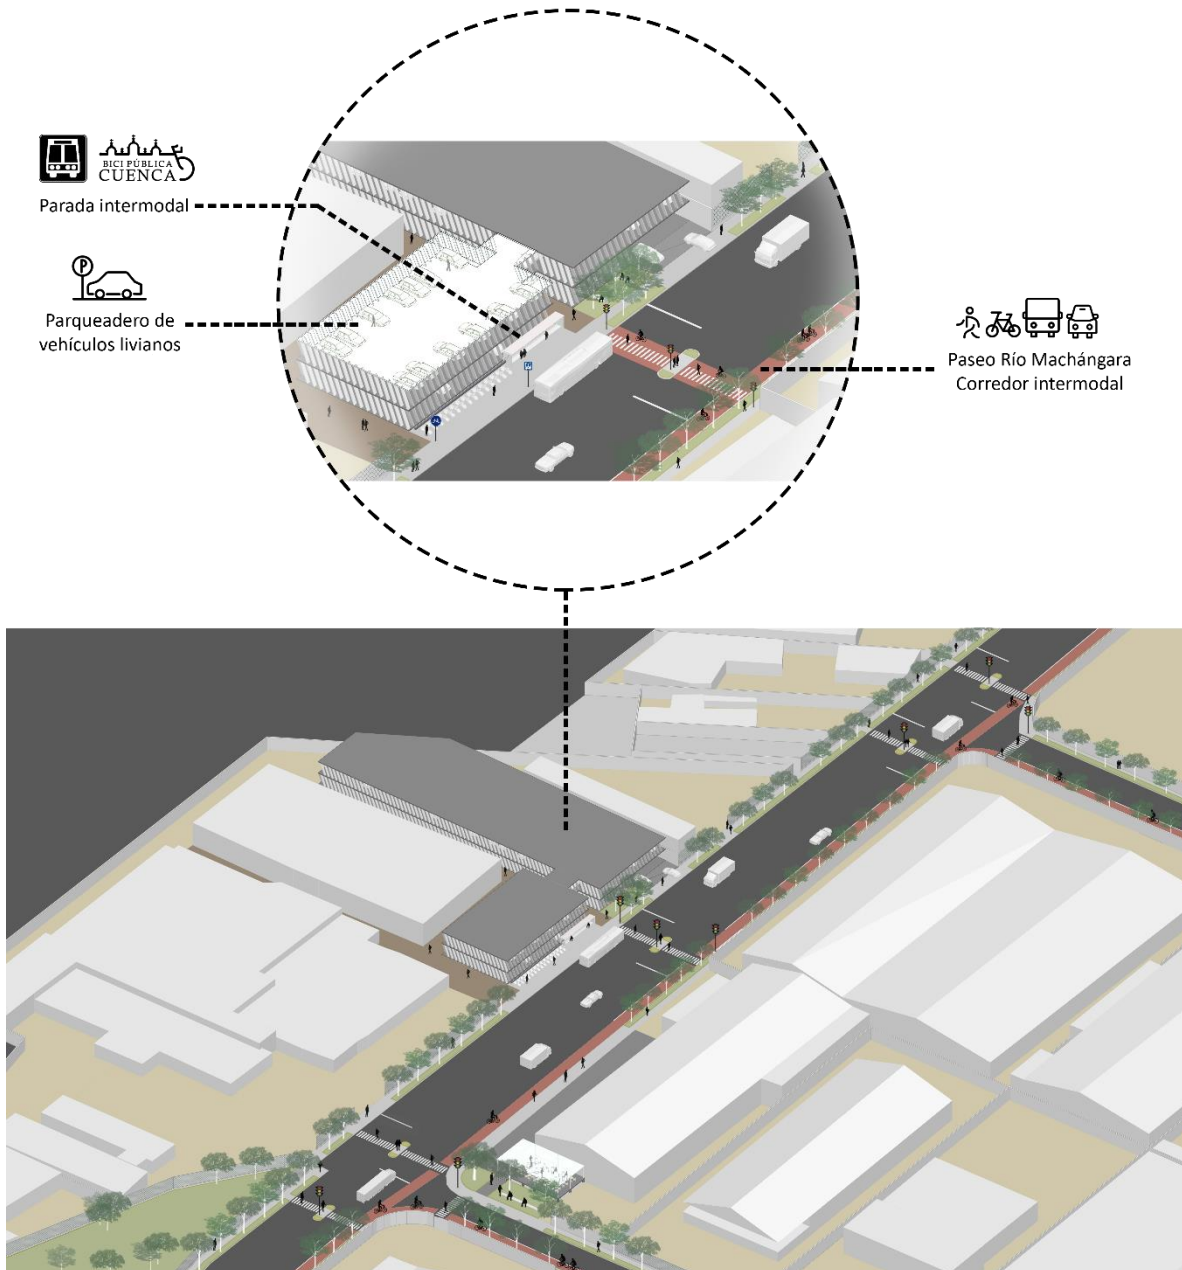 BICI PÚBLICA
CUENCA
Parada intermodal
P
Parqueadero de
vehículos livianos
Paseo Río Machángara
Corredor intermodal